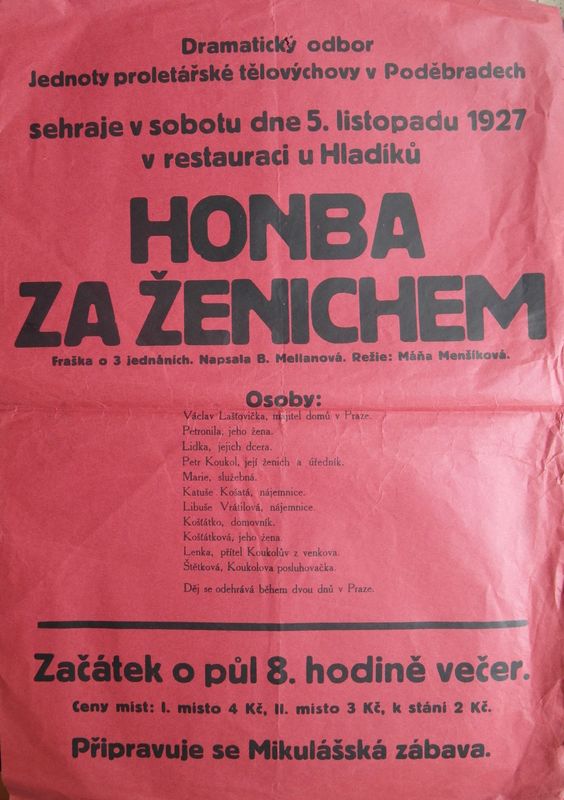 Dramatický odbor
Jednoty proletářské tělovýchovy v Poděbradech
sehraje v sobotu dne 5. listopadu 1927
v restauraci u Hladíků
HONBA
ZA ŽENICHEM
Fraška o 3 jednáních. Napsala B. Mellanová. Režie: Máňa Menšíková.
Osoby:
Václav Lašťovička, majitel domů v Praze.
Petronila, jeho žena.
Lidka, jejich dcera.
Petr Koukol, její ženich a úředník.
Marie, služebná.
Katuše Košatá, nájemnice.
Libuše Vrátilová, nájemnice.
Košťátko, domovník.
Košťátková, jeho žena.
Lenka, přítel Koukolův z venkova.
Štětková, Koukolova posluhovačka.
Děj se odehrává během dvou dnů v Praze.
Začátek o půl 8. hodině večer.
Ceny míst: I. místo 4 Kč, II. místo 3 Kč, k stání 2 Kč.
Připravuje se Mikulášská zábava.